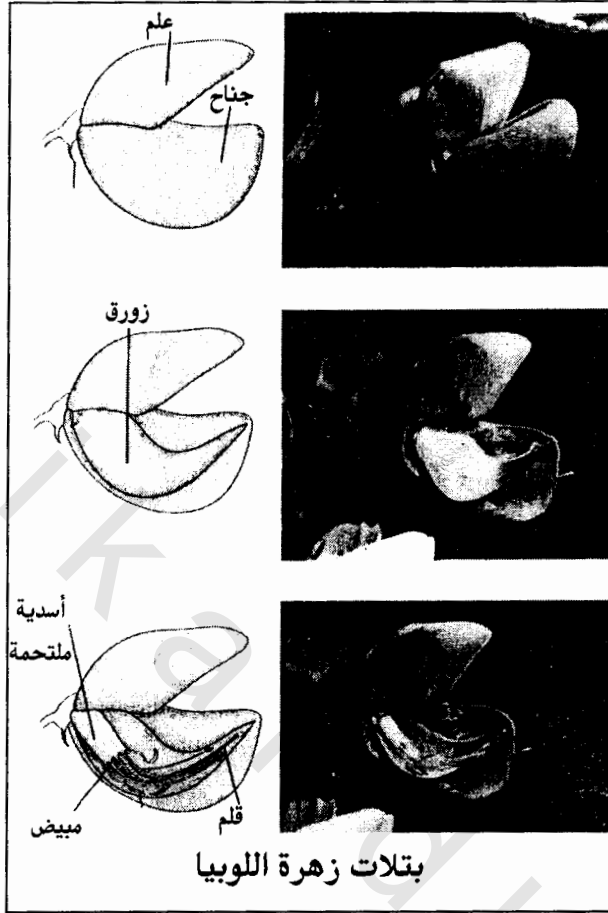 علم
جناح
زورق
أسدية
ملتحمة
مبيض
قلم
بتلات زهرة اللوبيا